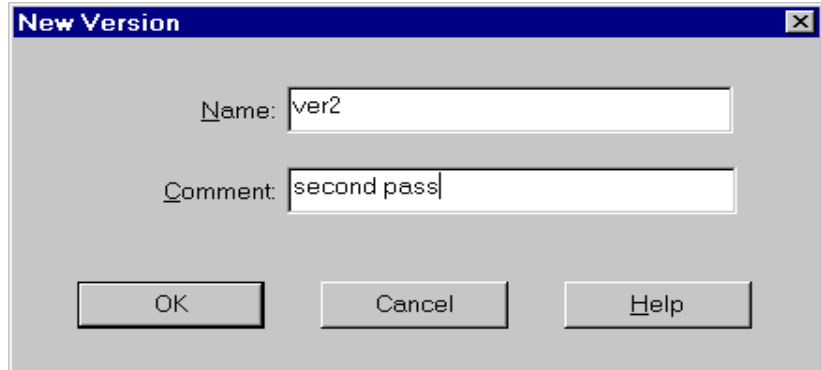 New Version
Name: ver2
Comment: second pass
OK Cancel Help